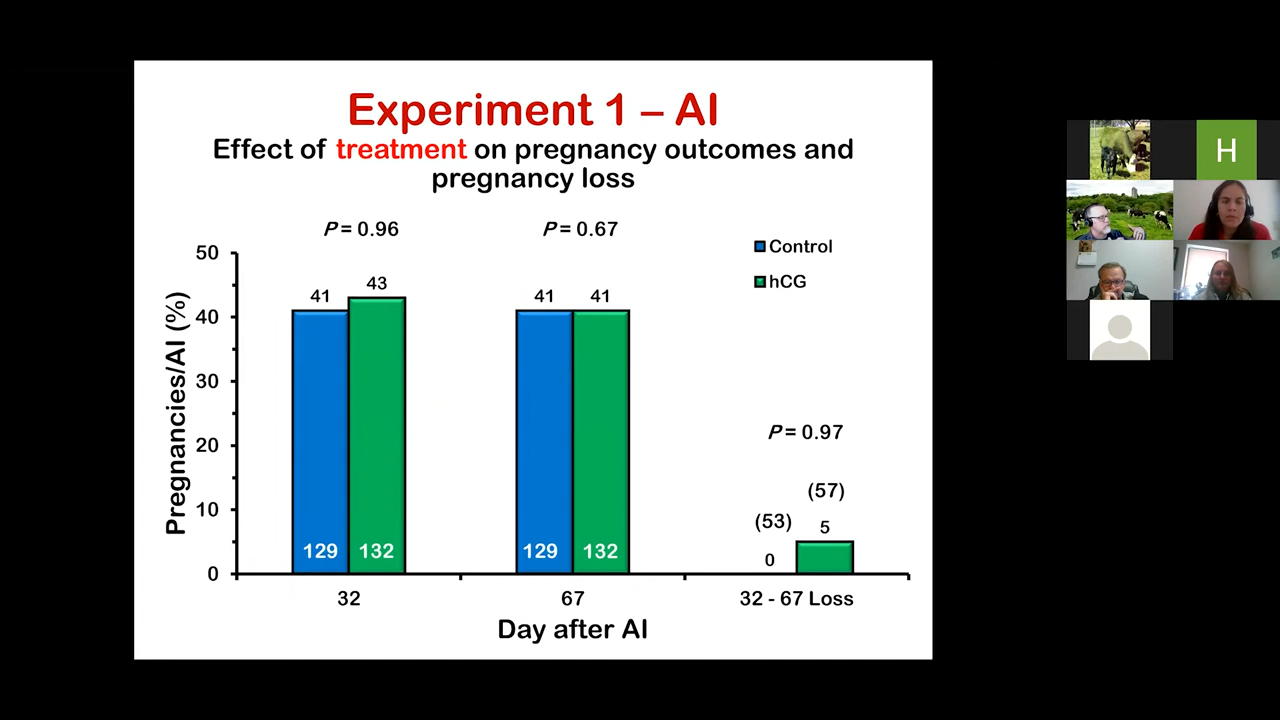 Experiment 1 – AI
Effect of treatment on pregnancy outcomes and
pregnancy loss
P = 0.96
P = 0.67
Control
hCG
P = 0.97
Pregnancies/AI (%)
50
40
30
20
10
0
41
43
41
41
(53)
(57)
0
5
129
132
129
132
32
67
32 - 67 Loss
Day after AI
H